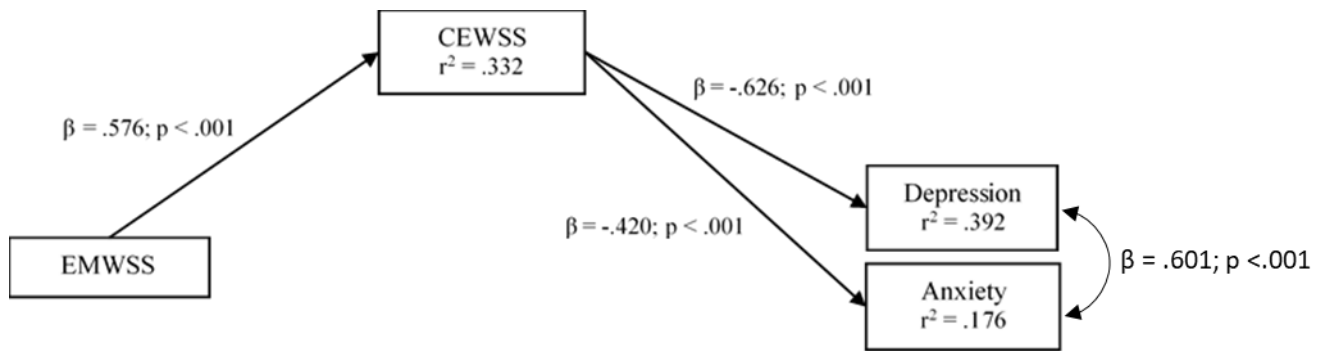 CEWSS
r² = .332
β = -.626; p < .001
β = .576; p < .001
Depression
r² = .392
β = -.420; p < .001
EMWSS
β = .601; p <.001
Anxiety
r² = .176